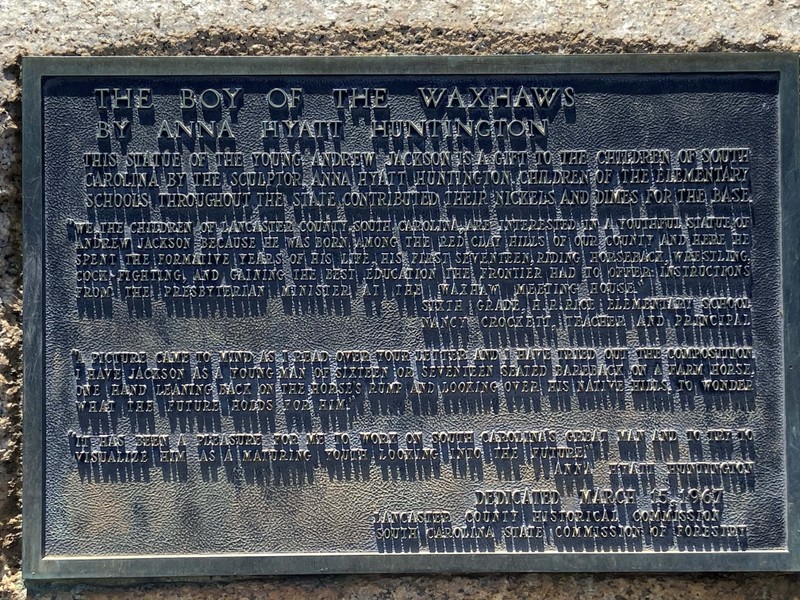 THE BOY OF THE WAXHAWS
BY ANNA HYATT HUNTINGTON
THIS STATUE OF THE YOUNG ANDREW JACKSON IS A GIFT TO THE CHILDREN OF SOUTH
CAROLINA BY THE SCULPTOR, ANNA HYATT HUNTINGTON. CHILDREN OF THE ELEMENTARY
SCHOOLS THROUGHOUT THE STATE CONTRIBUTED THEIR NICKELS AND DIMES FOR THE BASE.
"WE THE CHILDREN OF LANCASTER COUNTY, SOUTH CAROLINA ARE INTERESTED IN A YOUTHFUL STATUE OF
ANDREW JACKSON BECAUSE HE WAS BORN AMONG THE RED CLAY HILLS OF OUR COUNTY AND HERE HE
SPENT THE FORMATIVE YEARS OF HIS LIFE, HIS FIRST SEVENTEEN, RIDING HORSEBACK, WRESTLING,
COCK-FIGHTING, AND GAINING THE BEST EDUCATION THE FRONTIER HAD TO OFFER: INSTRUCTIONS
FROM THE PRESBYTERIAN MINISTER AT THE WAXHAW MEETING HOUSE."
SIXTH GRADE, H.R. RICE ELEMENTARY SCHOOL
NANCY CROCKETT, TEACHER AND PRINCIPAL
"A PICTURE CAME TO MIND AS I READ OVER YOUR LETTER AND I HAVE TRIED OUT THE COMPOSITION.
I HAVE JACKSON AS A YOUNG MAN OF SIXTEEN OR SEVENTEEN SEATED BAREBACK ON A FARM HORSE,
ONE HAND LEANING BACK ON THE HORSE'S RUMP AND LOOKING OVER HIS NATIVE HILLS TO WONDER
WHAT THE FUTURE HOLDS FOR HIM.
"IT HAS BEEN A PLEASURE FOR ME TO WORK ON SOUTH CAROLINA'S GREAT MAN AND TO TRY TO
VISUALIZE HIM AS A MATURING YOUTH LOOKING INTO THE FUTURE."
ANNA HYATT HUNTINGTON
DEDICATED MARCH 15, 1967
LANCASTER COUNTY HISTORICAL COMMISSION
SOUTH CAROLINA STATE COMMISSION OF FORESTRY